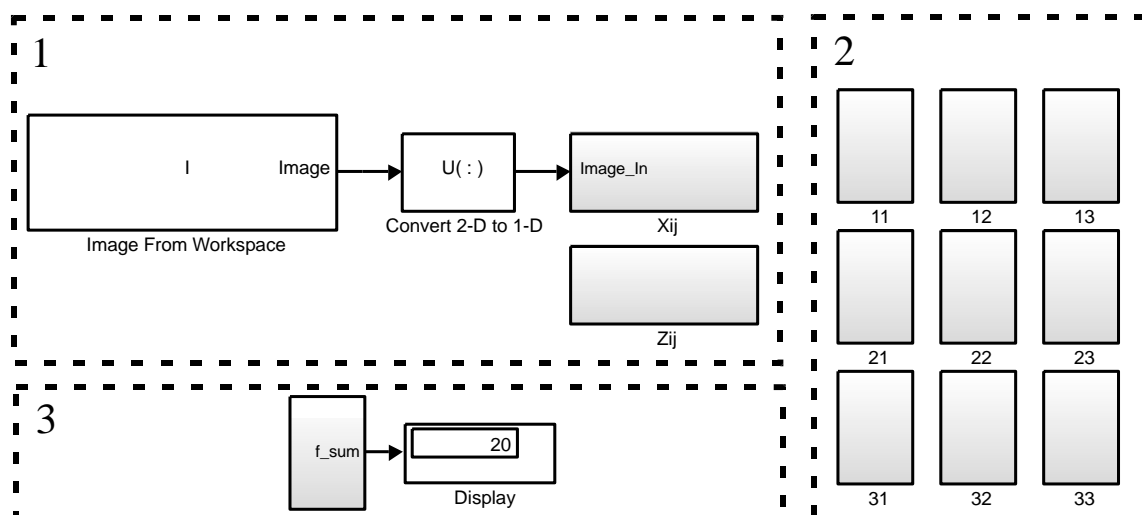 1
I Image
Image From Workspace
U( : )
Convert 2-D to 1-D
Image_In
Xij
Zij
2
11 12 13
21 22 23
31 32 33
3
f_sum
20
Display